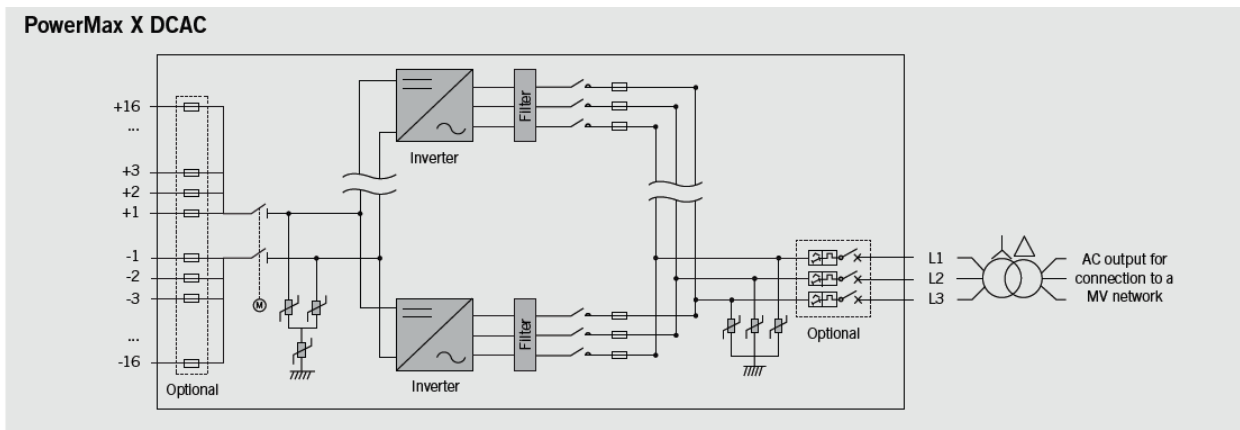 PowerMax X DCAC
+16
...
+3
+2
+1
-1
-2
-3
...
-16
Optional
M
Inverter
Filter
Inverter
Filter
Optional
L1
L2
L3
AC output for
connection to a
MV network